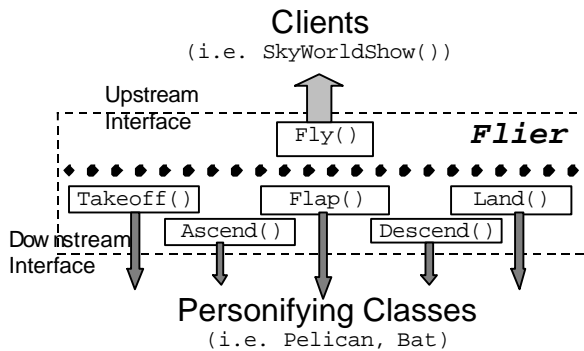 Clients
(i.e. SkyWorldShow())
Upstream
Interface
Fly()
Flier
Takeoff()
Flap()
Land()
Ascend()
Descend()
Downstream
Interface
Personifying Classes
(i.e. Pelican, Bat)